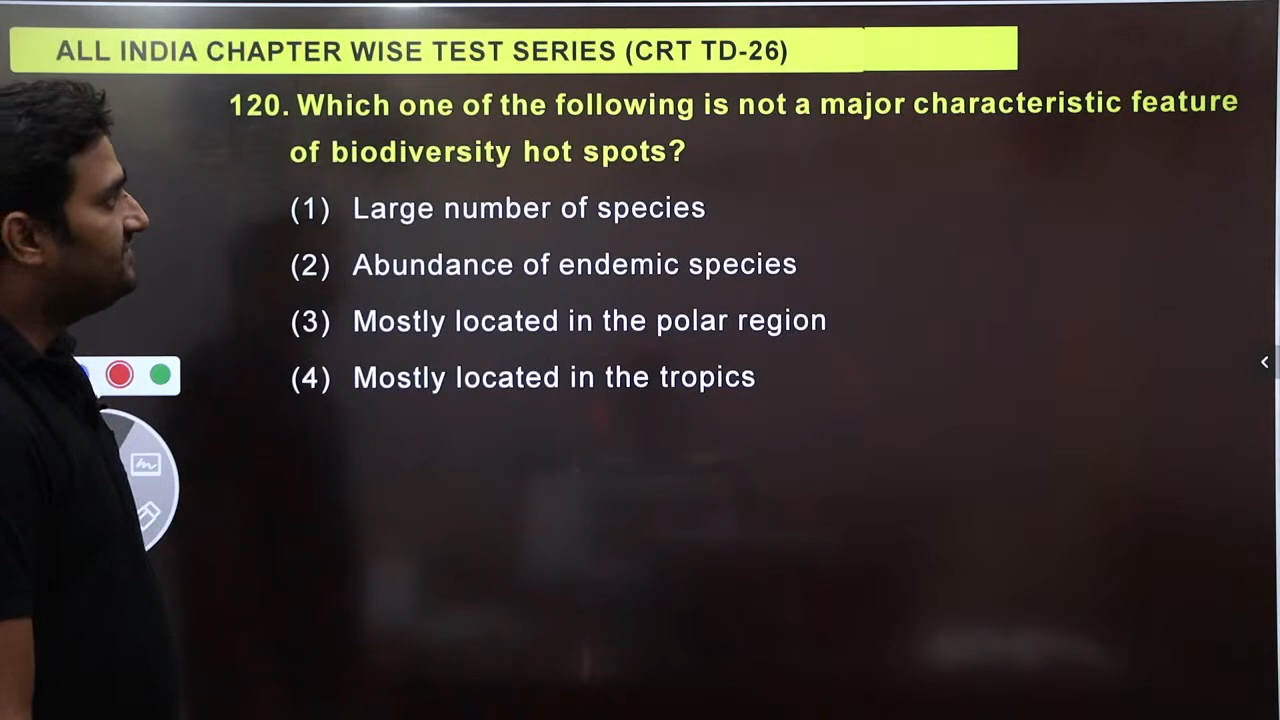 ALL INDIA CHAPTER WISE TEST SERIES (CRT TD-26)
120. Which one of the following is not a major characteristic feature
of biodiversity hot spots?
(1) Large number of species
(2) Abundance of endemic species
(3) Mostly located in the polar region
(4) Mostly located in the tropics